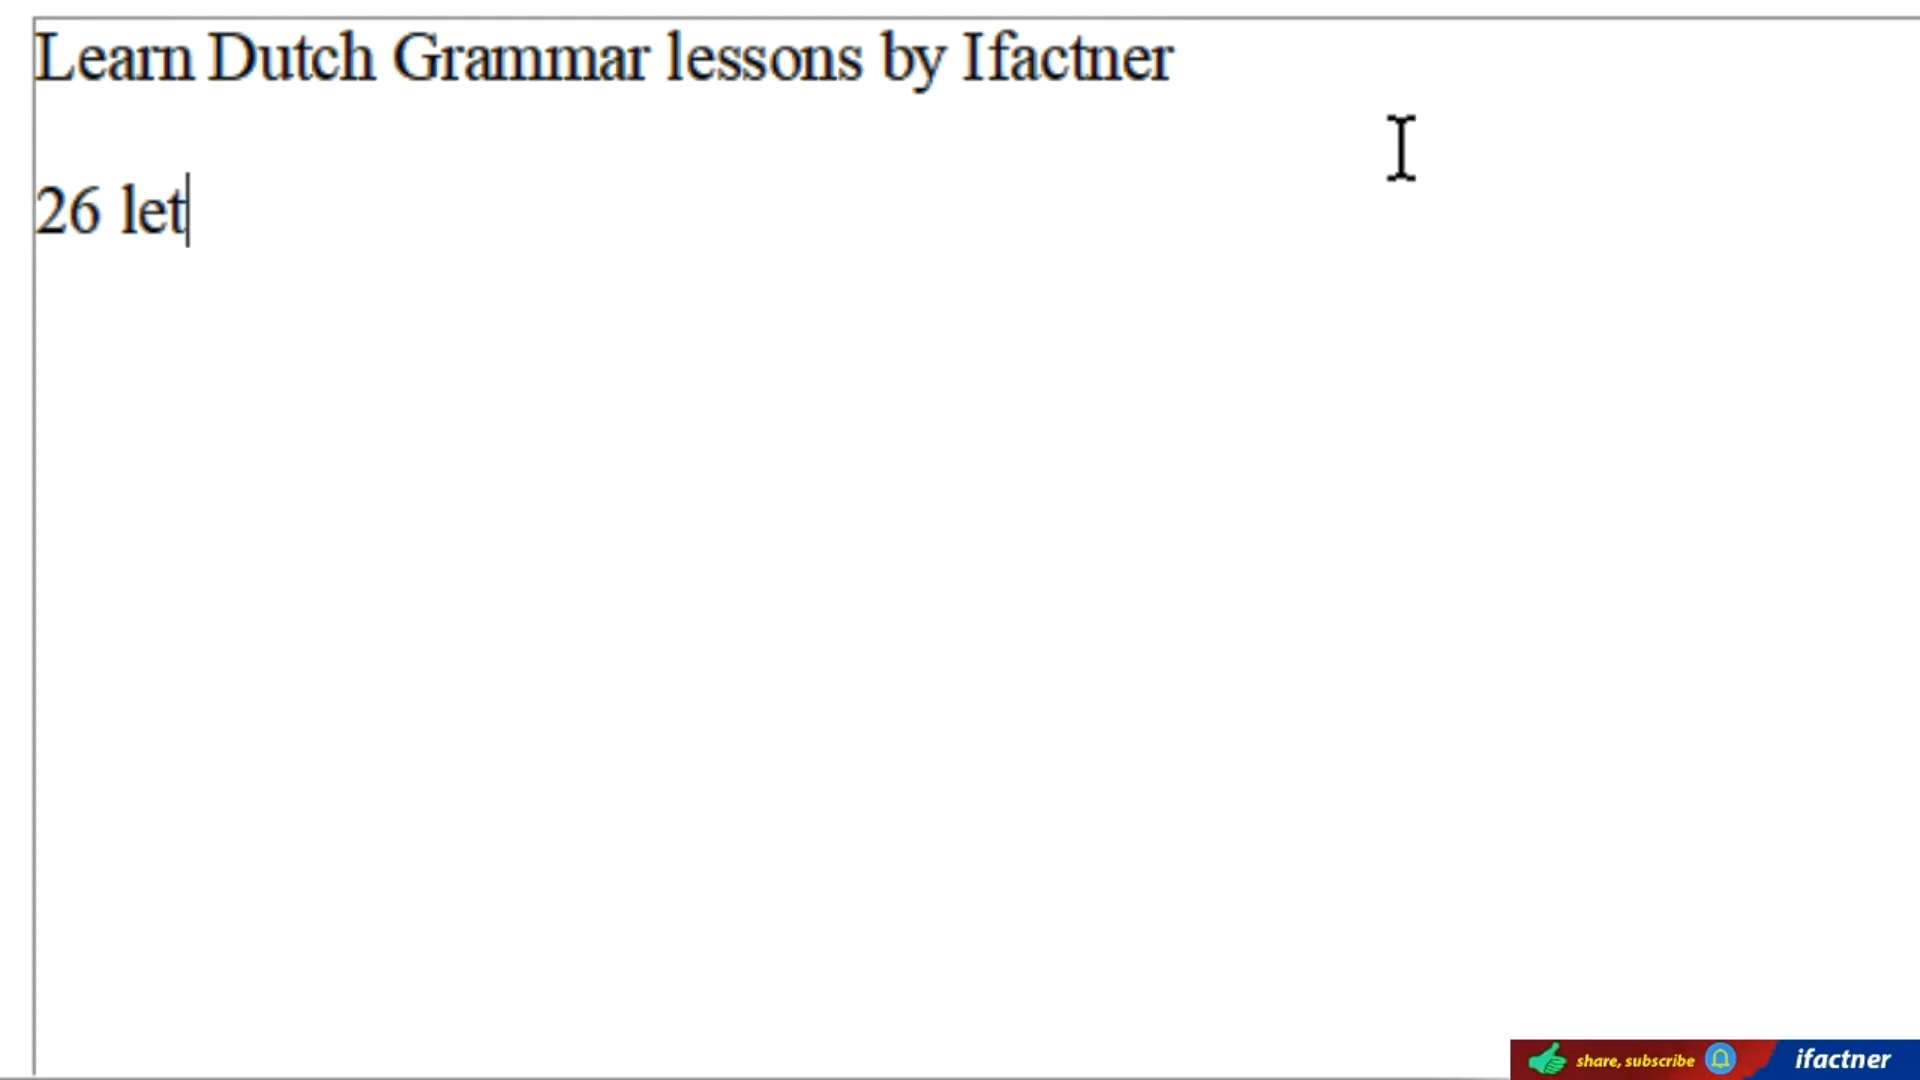 Learn Dutch Grammar lessons by Ifactner
26 let
share, subscribe
ifactner